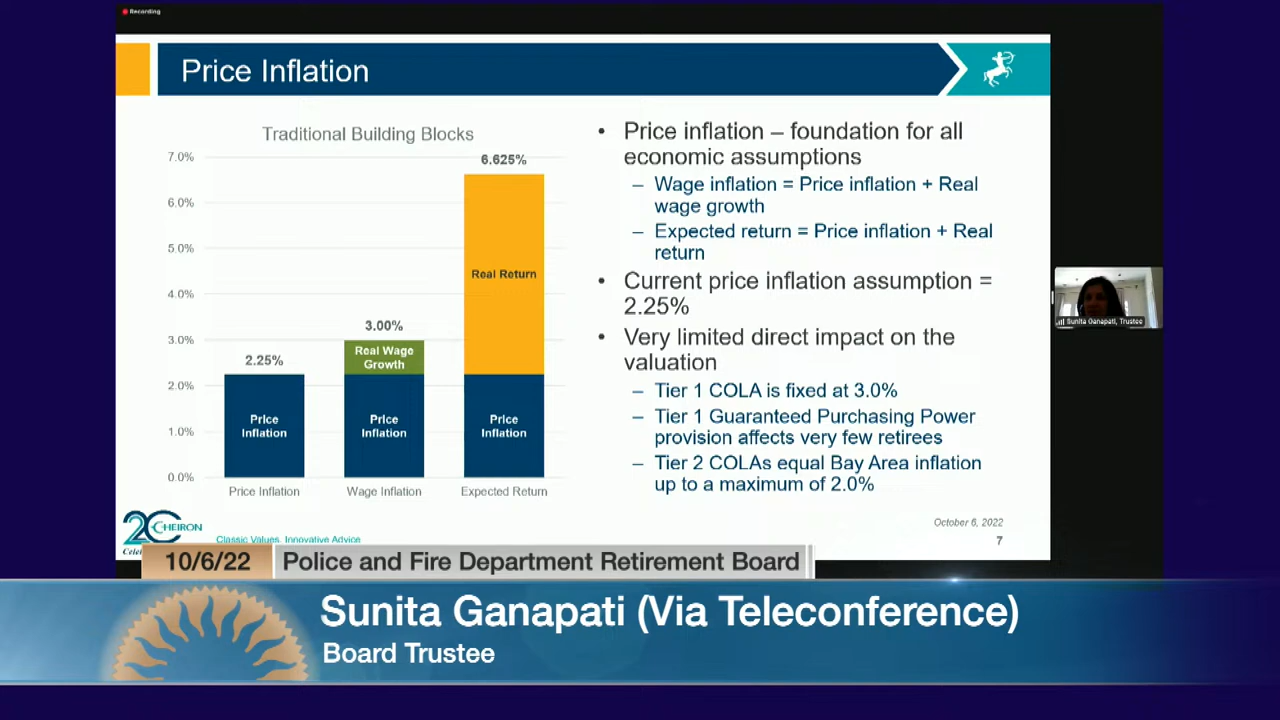 Recording
Price Inflation
Traditional Building Blocks
7.0%
6.0%
5.0%
4.0%
3.0%
2.0%
1.0%
0.0%
2.25%
Price
Inflation
Price Inflation
3.00%
Real Wage
Growth
Price
Inflation
Wage Inflation
6.625%
Real Return
Price
Inflation
Expected Return
• Price inflation – foundation for all
economic assumptions
– Wage inflation = Price inflation + Real
wage growth
– Expected return = Price inflation + Real
return
• Current price inflation assumption =
2.25%
• Very limited direct impact on the
valuation
– Tier 1 COLA is fixed at 3.0%
– Tier 1 Guaranteed Purchasing Power
provision affects very few retirees
– Tier 2 COLAs equal Bay Area inflation
up to a maximum of 2.0%
Sunita Ganapati, Trustee
CHEIRON
Classic Values, Innovative Advice
October 6, 2022
7
10/6/22
Police and Fire Department Retirement Board
Sunita Ganapati (Via Teleconference)
Board Trustee